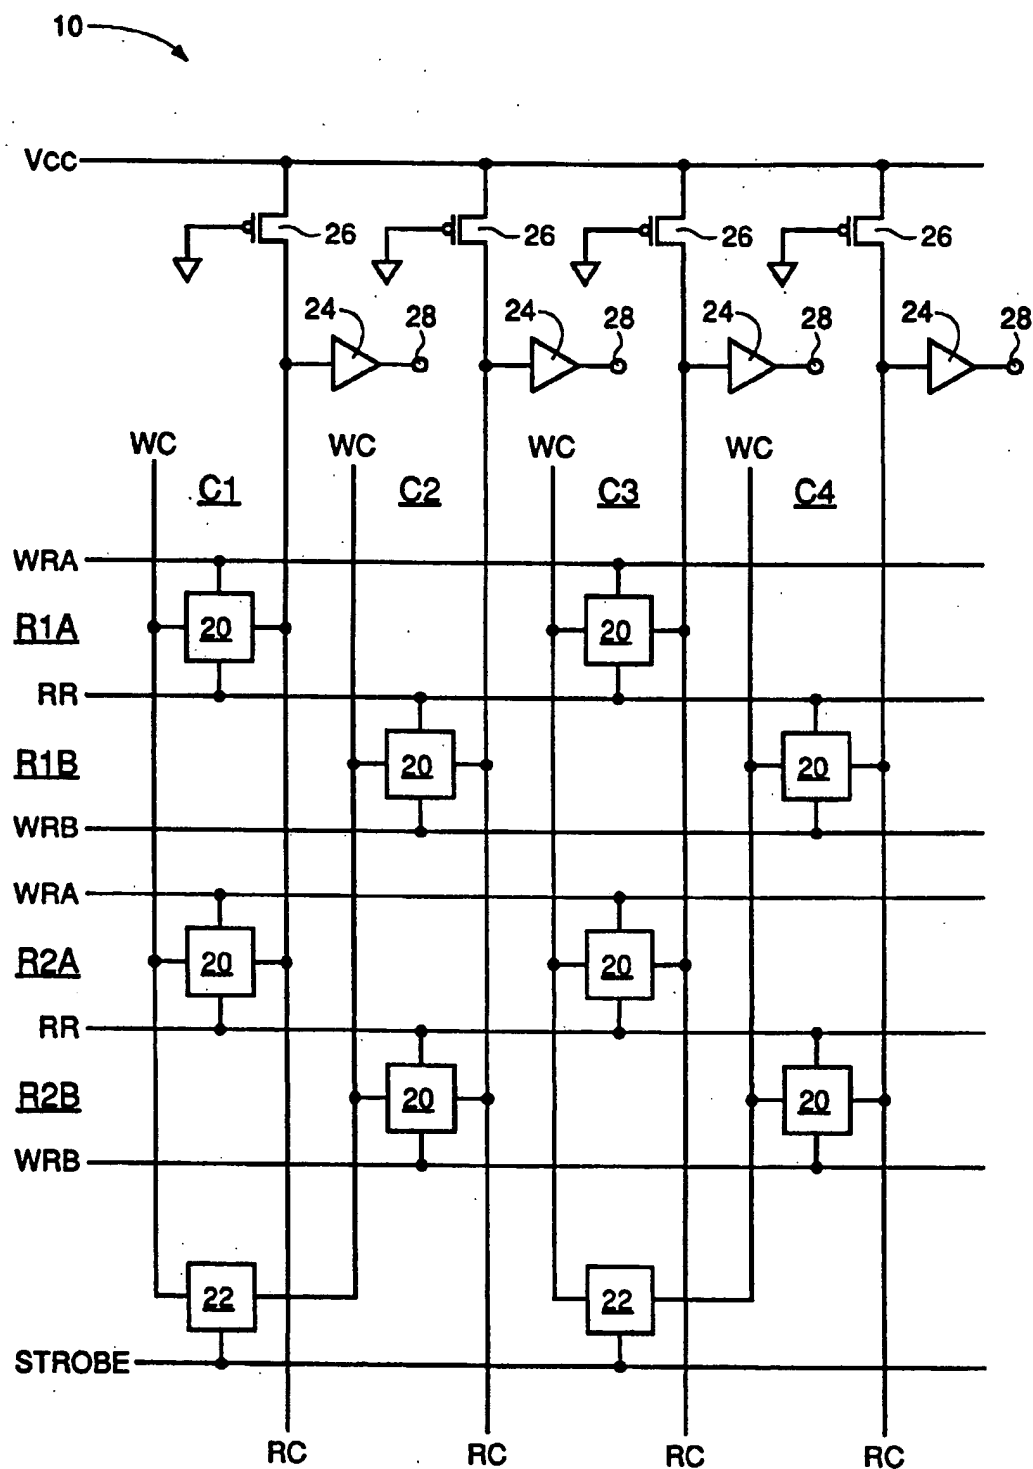 10
Vcc
26 26 26 26
24 28 24 28 24 28 24 28
WC WC WC WC
C1 C2 C3 C4
WRA
R1A 20 20
RR
R1B 20 20
WRB
WRA
R2A 20 20
RR
R2B 20 20
WRB
22 22
STROBE
RC RC RC RC